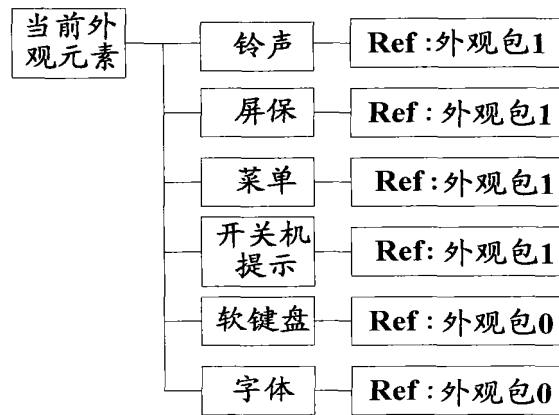 当前外
观元素
铃声
Ref:外观包1
屏保
Ref:外观包1
菜单
Ref:外观包1
开关机
提示
Ref:外观包1
软键盘
Ref:外观包0
字体
Ref:外观包0